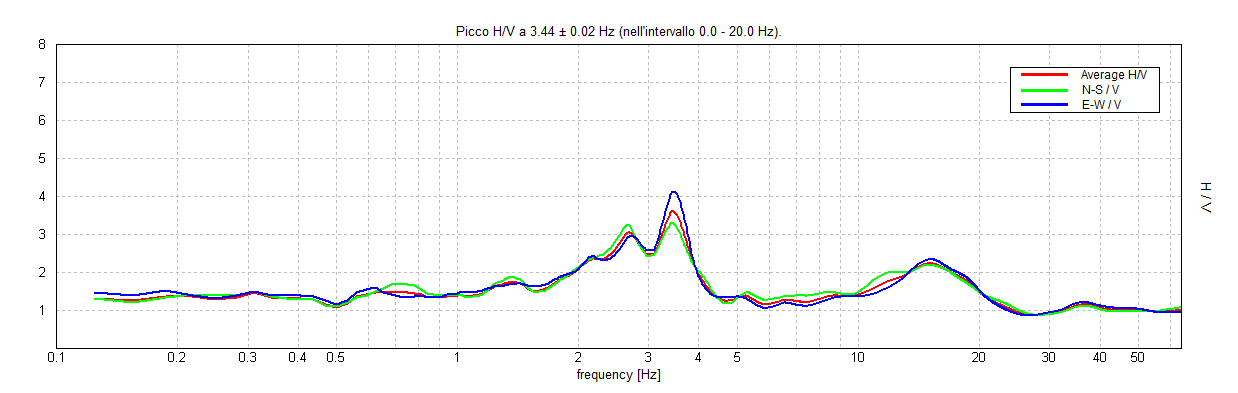 Picco H/V a 3.44 ± 0.02 Hz (nell'intervallo 0.0 - 20.0 Hz).
8
7
6
5
4
3
2
1
Average H/V
N-S / V
E-W / V
H / V
0.1 0.2 0.3 0.4 0.5 1 2 3 4 5 10 20 30 40 50
frequency [Hz]